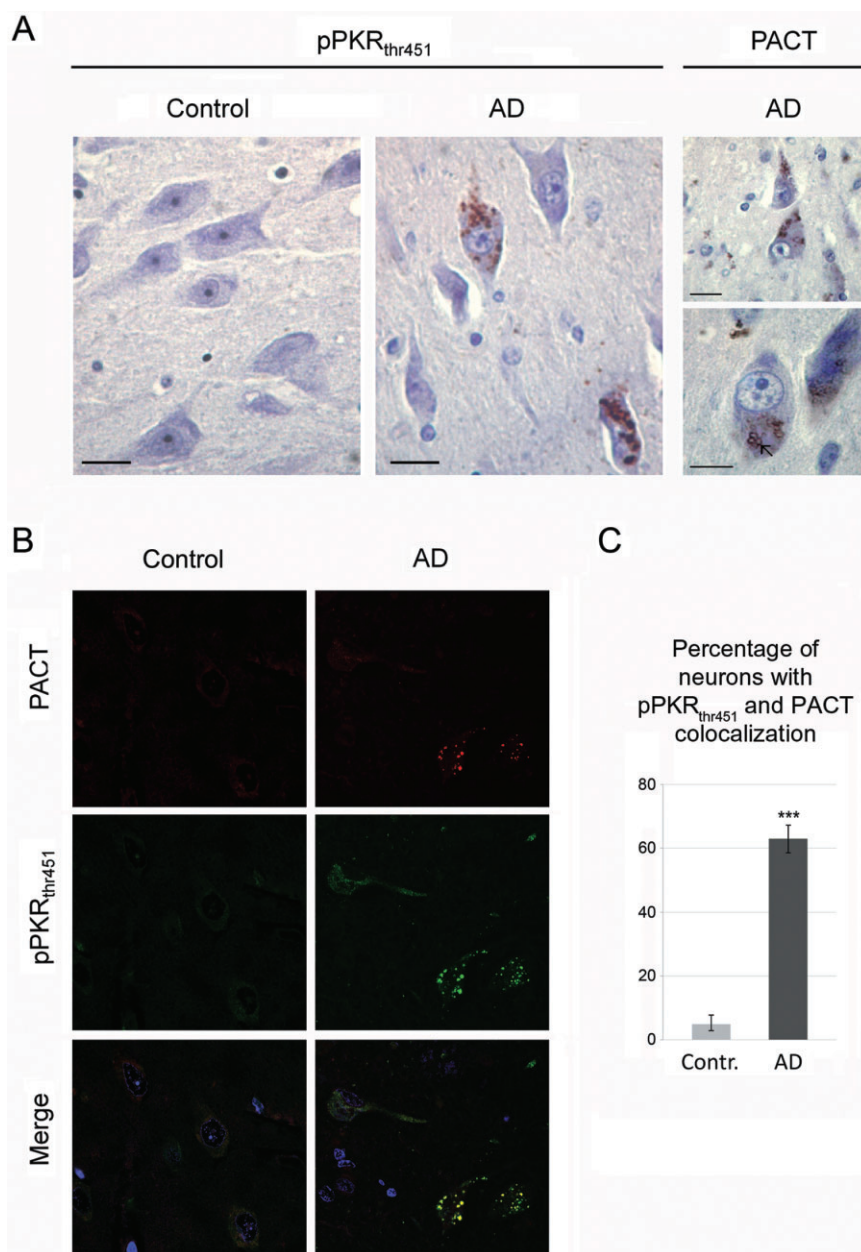 A
pPKRthr451
PACT
Control
AD
AD
B
Control
AD
PACT
pPKRthr451
Merge
C
Percentage of
neurons with
pPKRthr451 and PACT
colocalization
80
60
40
20
0
***
Contr.
AD